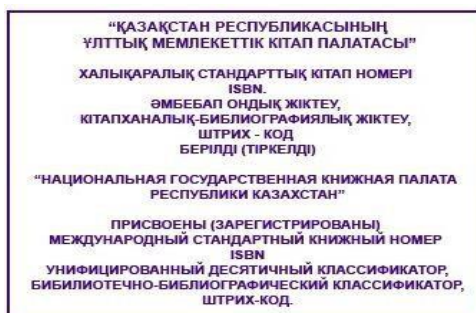 “ҚАЗАҚСТАН РЕСПУБЛИКАСЫНЫҢ
ҰЛТТЫҚ МЕМЛЕКЕТТІК КІТАП ПАЛАТАСЫ”
ХАЛЫҚАРАЛЫҚ СТАНДАРТТЫҚ КІТАП НОМЕРІ
ISBN.
ӘМБЕБАП ОНДЫҚ ЖІКТЕУ,
КІТАПХАНАЛЫҚ-БИБЛИОГРАФИЯЛЫҚ ЖІКТЕУ,
ШТРИХ - КОД
БЕРІЛДІ (ТІРКЕЛДІ)
“НАЦИОНАЛЬНАЯ ГОСУДАРСТВЕННАЯ КНИЖНАЯ ПАЛАТА
РЕСПУБЛИКИ КАЗАХСТАН”
ПРИСВОЕНЫ (ЗАРЕГИСТРИРОВАНЫ)
МЕЖДУНАРОДНЫЙ СТАНДАРТНЫЙ КНИЖНЫЙ НОМЕР
ISBN
УНИФИЦИРОВАННЫЙ ДЕСЯТИЧНЫЙ КЛАССИФИКАТОР,
БИБИЛИОТЕЧНО-БИБЛИОГРАФИЧЕСКИЙ КЛАССИФИКАТОР,
ШТРИХ-КОД.